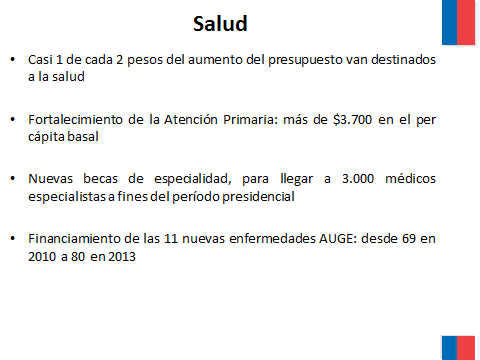 Salud
• Casi 1 de cada 2 pesos del aumento del presupuesto van destinados
a la salud
• Fortalecimiento de la Atención Primaria: más de $3.700 en el per
cápita basal
• Nuevas becas de especialidad, para llegar a 3.000 médicos
especialistas a fines del período presidencial
• Financiamiento de las 11 nuevas enfermedades AUGE: desde 69 en
2010 a 80 en 2013